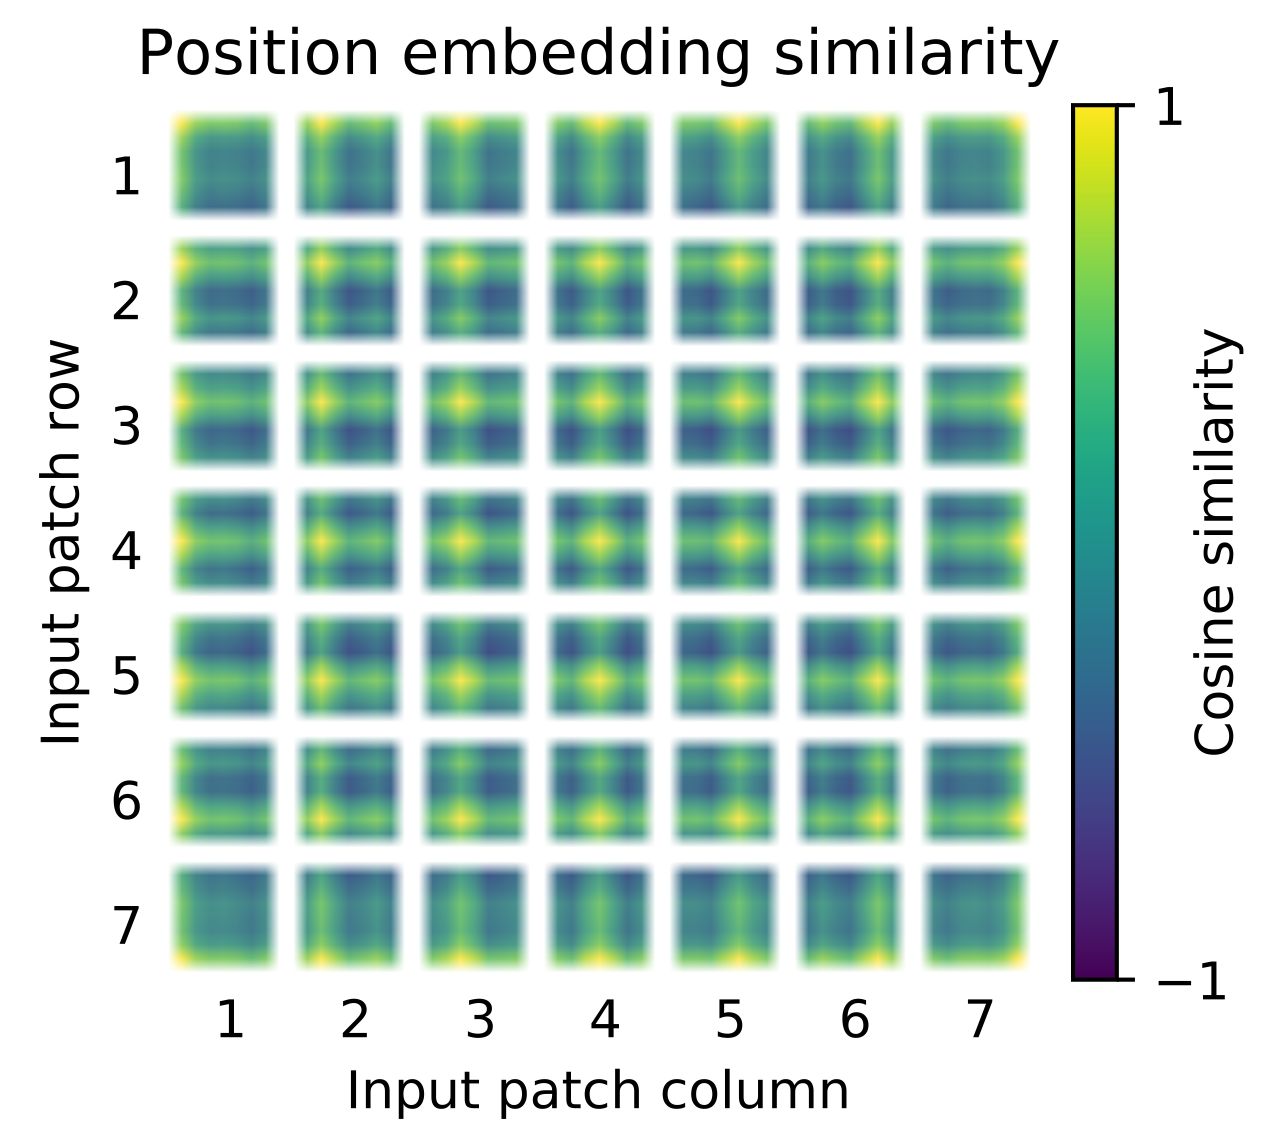 Position embedding similarity
1
1
2
3
4
5
6
7
Input patch row
1 2 3 4 5 6 7
Input patch column
−1
Cosine similarity